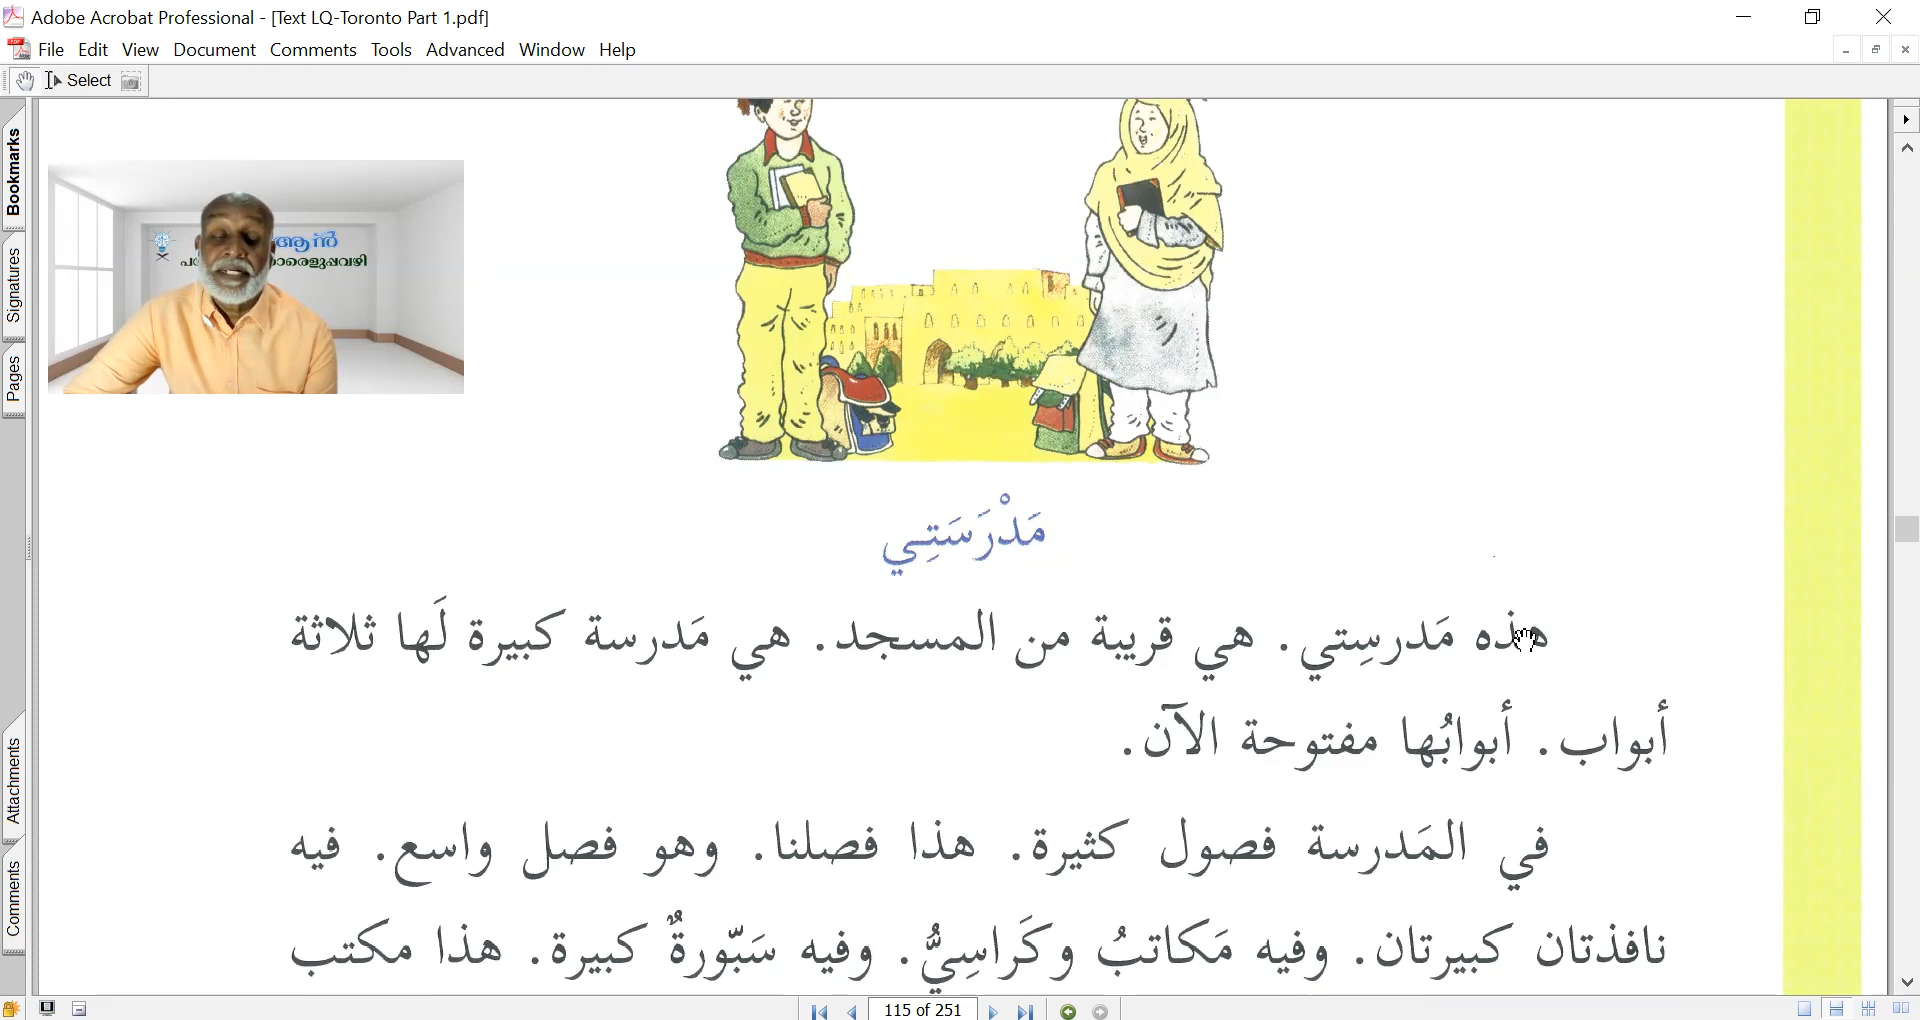 Adobe Acrobat Professional - [Text LQ-Toronto Part 1.pdf]
File Edit View Document Comments Tools Advanced Window Help
Select
Bookmarks
Signatures
Pages
Attachments
Comments
ആൻ
مَدْرَسَتِي
هذه مَدرسِتي. هي قريبة من المسجد. هي مَدرسة كبيرة لَها ثلاثة
أبواب. أبوابُها مفتوحة الآن.
في المَدرسة فصول كثيرة. هذا فصلنا. وهو فصل واسع. فيه
نافذتان كبيرتان. وفيه مَكاتبُ وكَراسِيُّ. وفيه سَبّورةٌ كبيرة. هذا مكتب
115 of 251